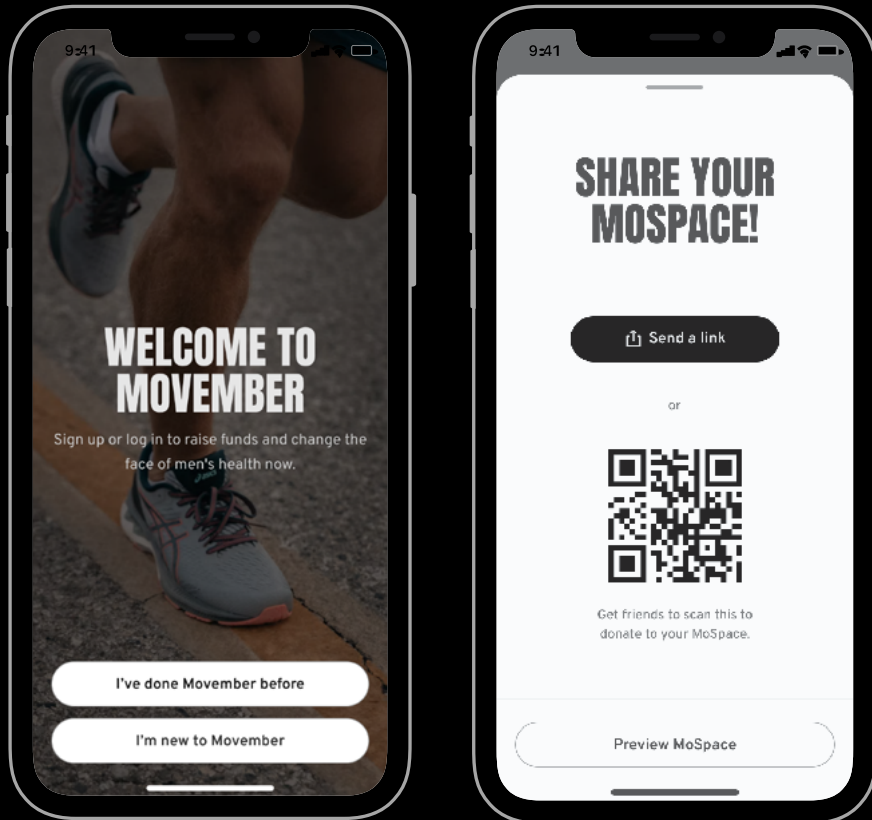 9:41
WELCOME TO
MOVEMBER
Sign up or log in to raise funds and change the
face of men's health now.
I've done Movember before
I'm new to Movember
9:41
SHARE YOUR
MOSPACE!
Send a link
or
Get friends to scan this to
donate to your MoSpace.
Preview MoSpace